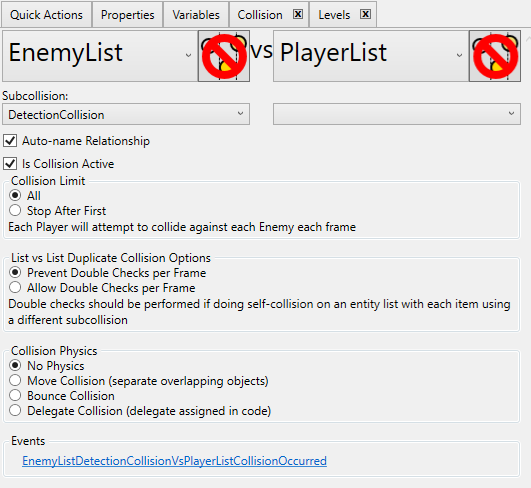 Quick Actions Properties Variables Collision Levels
EnemyList vs PlayerList
Subcollision:
DetectionCollision
Auto-name Relationship
Is Collision Active
Collision Limit
All
Stop After First
Each Player will attempt to collide against each Enemy each frame
List vs List Duplicate Collision Options
Prevent Double Checks per Frame
Allow Double Checks per Frame
Double checks should be performed if doing self-collision on an entity list with each item using
a different subcollision
Collision Physics
No Physics
Move Collision (separate overlapping objects)
Bounce Collision
Delegate Collision (delegate assigned in code)
Events
EnemyListDetectionCollisionVsPlayerListCollisionOccurred